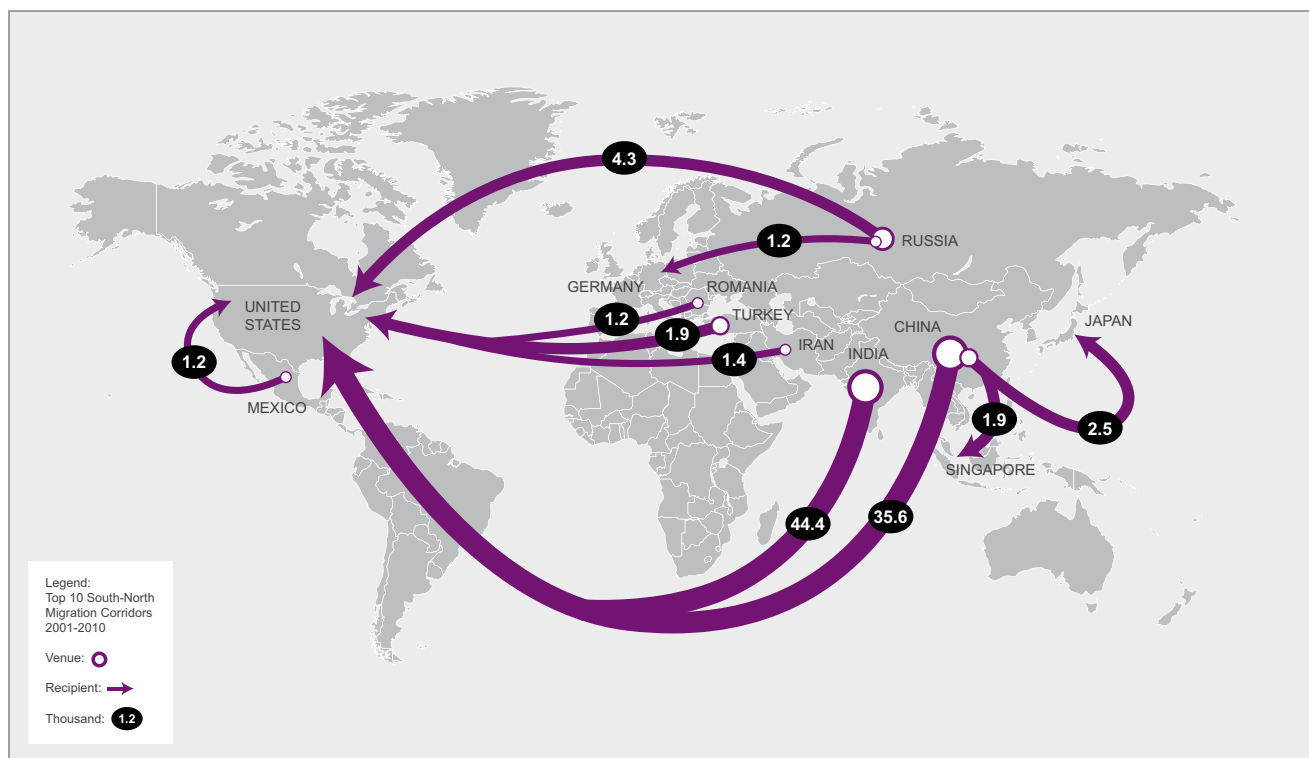 4.3
RUSSIA
1.2
GERMANY
ROMANIA
UNITED
STATES
1.2
TURKEY
1.9
CHINA
JAPAN
IRAN
1.4
INDIA
1.2
MEXICO
1.9
2.5
SINGAPORE
44.4
35.6
Legend:
Top 10 South-North
Migration Corridors
2001-2010
Venue:
Recipient:
Thousand: 1.2